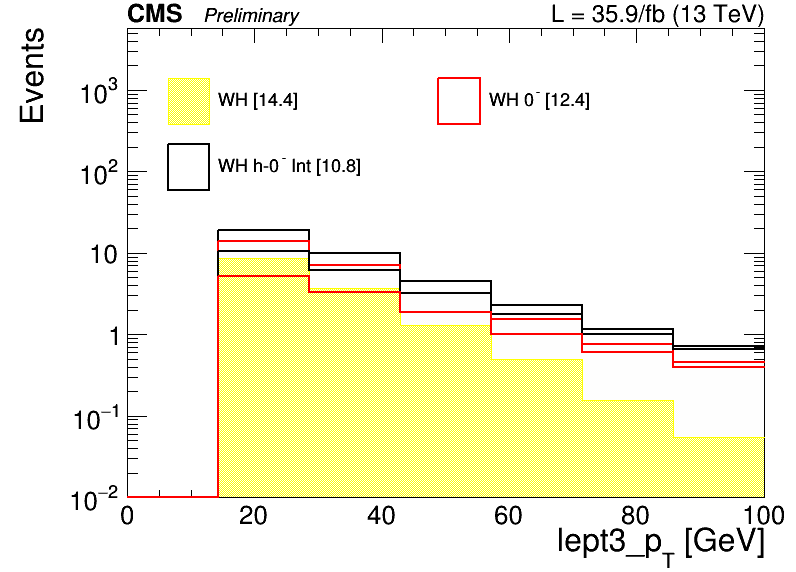 CMS Preliminary L = 35.9/fb (13 TeV)
Events
10³
10²
10
1
10⁻¹
10⁻²
WH [14.4]
WH 0⁻ [12.4]
WH h-0⁻ Int [10.8]
0 20 40 60 80 100
lept3_p_T [GeV]